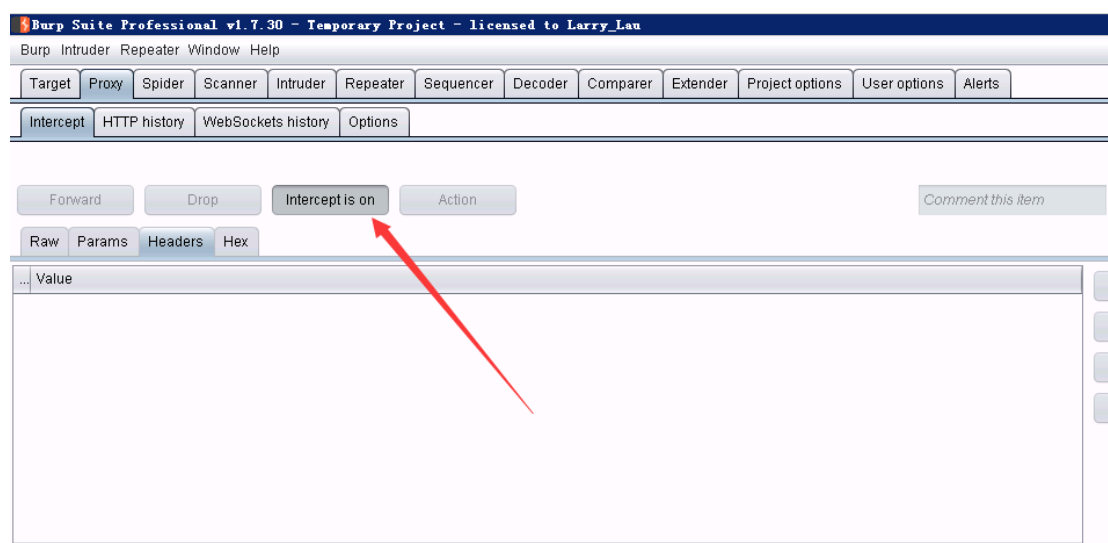 Burp Suite Professional v1.7.30 - Temporary Project - licensed to Larry_Lau
Burp Intruder Repeater Window Help
Target Proxy Spider Scanner Intruder Repeater Sequencer Decoder Comparer Extender Project options User options Alerts
Intercept HTTP history WebSockets history Options
Forward Drop Intercept is on Action Comment this item
Raw Params Headers Hex
... Value